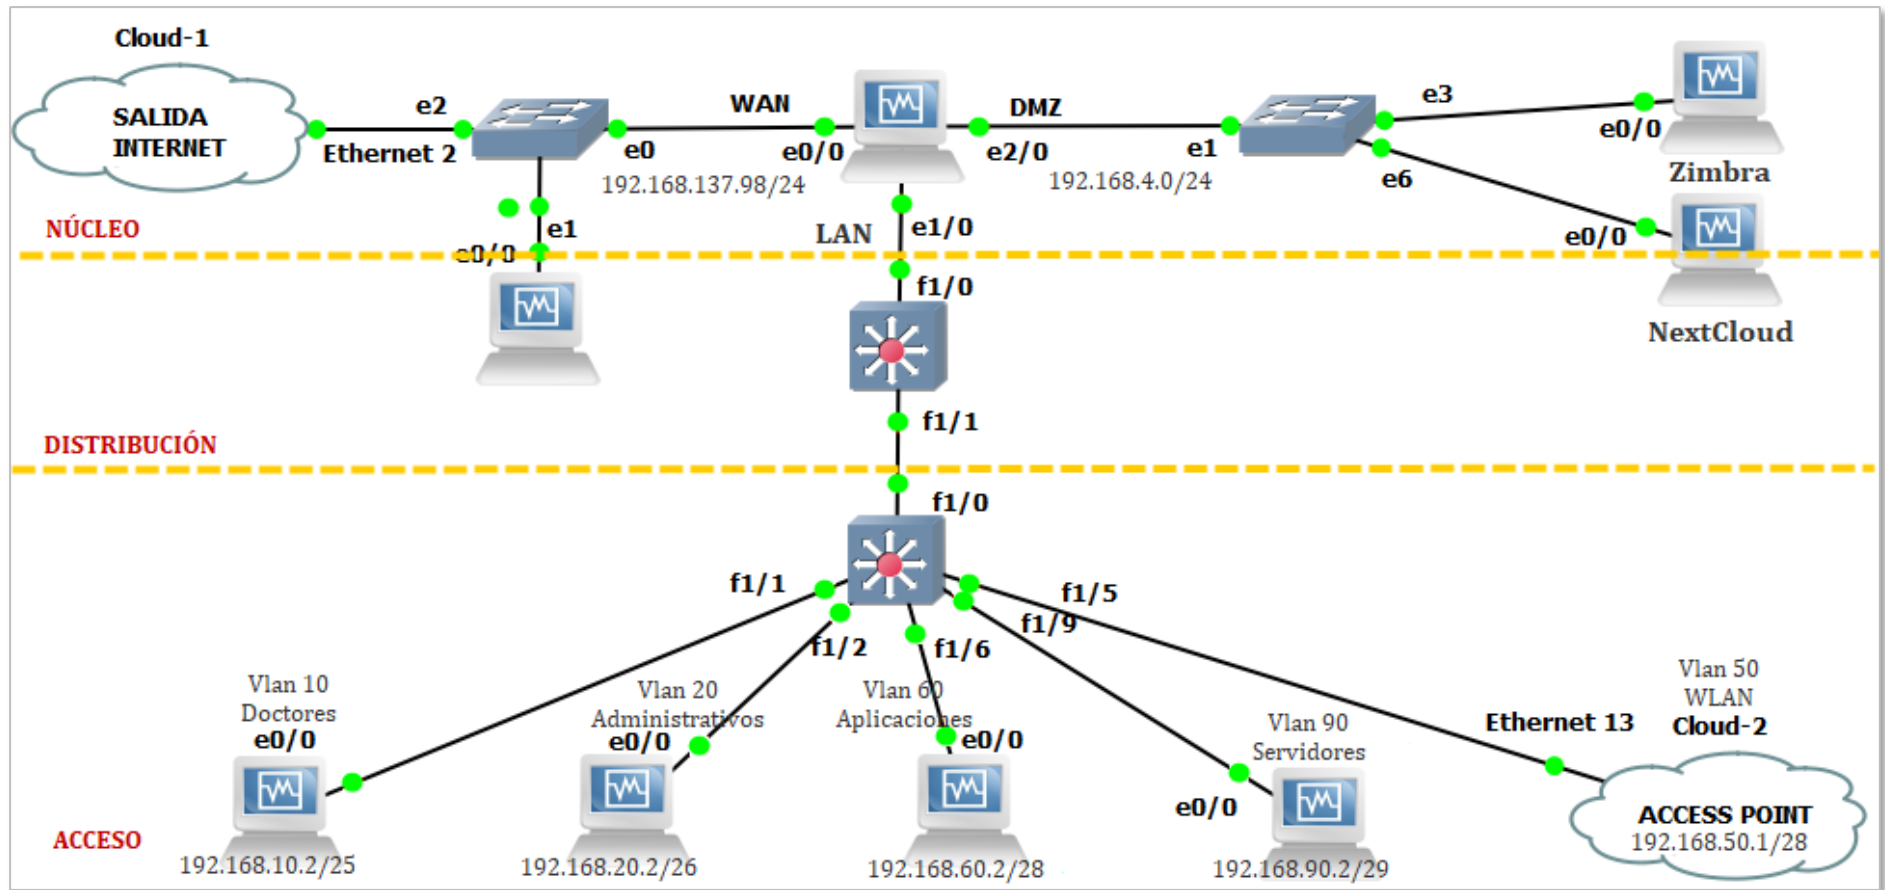 Cloud-1
SALIDA
INTERNET
e2
Ethernet 2
e0
WAN
e0/0
192.168.137.98/24
DMZ
e2/0
192.168.4.0/24
e1
e3
e0/0
Zimbra
e6
e0/0
NextCloud
NÚCLEO
e1
e0/0
LAN
e1/0
f1/0
f1/1
DISTRIBUCIÓN
f1/0
f1/1
f1/2
f1/6
f1/9
f1/5
Vlan 10
Doctores
e0/0
192.168.10.2/25
Vlan 20
Administrativos
e0/0
192.168.20.2/26
Vlan 60
Aplicaciones
e0/0
192.168.60.2/28
Vlan 90
Servidores
e0/0
192.168.90.2/29
Ethernet 13
Vlan 50
WLAN
Cloud-2
ACCESS POINT
192.168.50.1/28
ACCESO